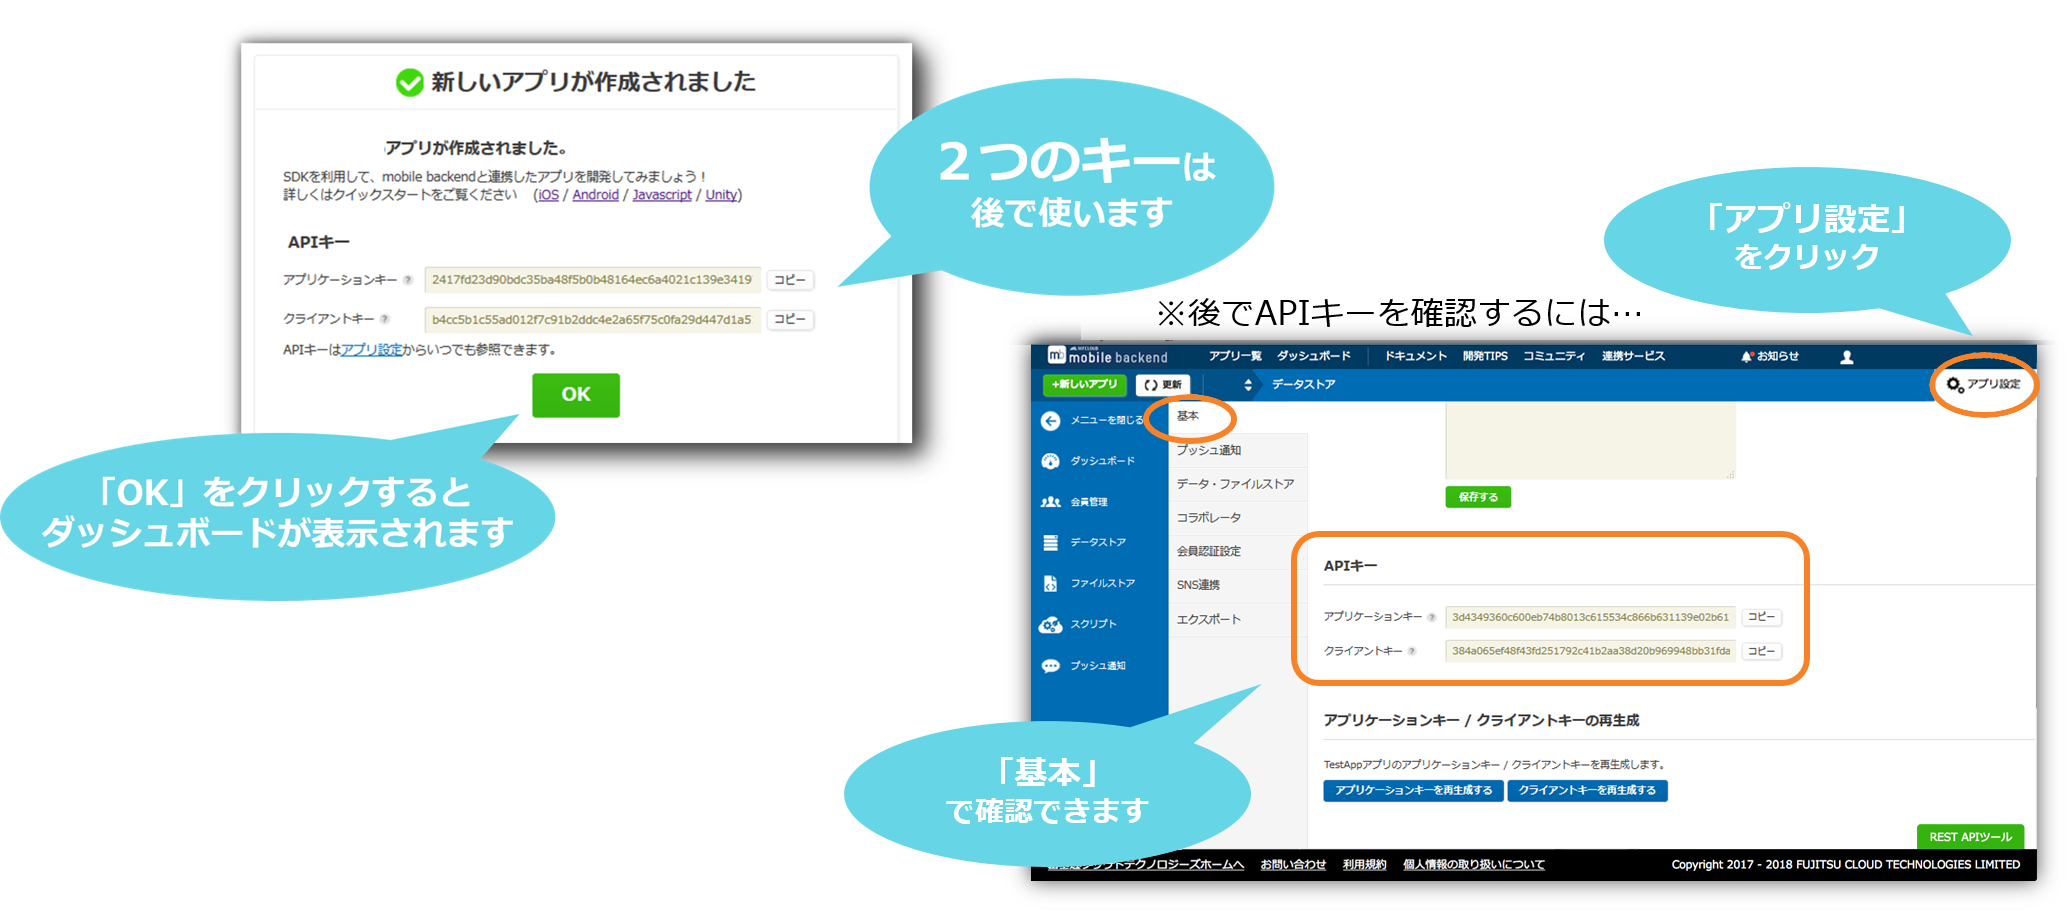 新しいアプリが作成されました
アプリが作成されました。
SDKを利用して、mobile backendと連携したアプリを開発してみましょう！
詳しくはクイックスタートをご覧ください (iOS / Android / Javascript / Unity)
APIキー
アプリケーションキー ? 2417fd23d90bdc35ba48f5b0b48164ec6a4021c139e3419 コピー
クライアントキー ? b4cc5b1c55ad012f7c91b2ddc4e2a65f75c0fa29d447d1a5 コピー
APIキーはアプリ設定からいつでも参照できます。
OK
２つのキーは
後で使います
「OK」をクリックすると
ダッシュボードが表示されます
「アプリ設定」
をクリック
※後でAPIキーを確認するには…
mobile backend アプリ一覧 ダッシュボード ドキュメント 開発TIPS コミュニティ 連携サービス お知らせ
+新しいアプリ 更新 データストア アプリ設定
メニューを閉じる
ダッシュボード
会員管理
データストア
ファイルストア
スクリプト
プッシュ通知
基本
プッシュ通知
データ・ファイルストア
コラボレータ
会員認証設定
SNS連携
エクスポート
保存する
APIキー
アプリケーションキー ? 3d4349360c600eb74b8013c615534c866b631139e02b61 コピー
クライアントキー ? 384a065ef48f43fd251792c41b2aa38d20b969948bb31fda コピー
アプリケーションキー / クライアントキーの再生成
TestAppアプリのアプリケーションキー / クライアントキーを再生成します。
アプリケーションキーを再生成する クライアントキーを再生成する
REST APIツール
「基本」
で確認できます
クノロジーズホームへ お問い合わせ 利用規約 個人情報の取り扱いについて Copyright 2017 - 2018 FUJITSU CLOUD TECHNOLOGIES LIMITED